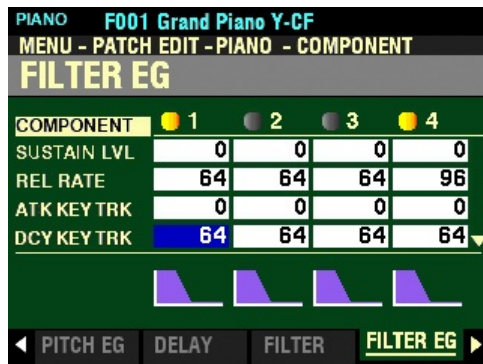 PIANO F001 Grand Piano Y-CF
MENU - PATCH EDIT - PIANO - COMPONENT
FILTER EG
COMPONENT 1 2 3 4
SUSTAIN LVL 0 0 0 0
REL RATE 64 64 64 96
ATK KEY TRK 0 0 0 0
DCY KEY TRK 64 64 64 64
PITCH EG DELAY FILTER FILTER EG